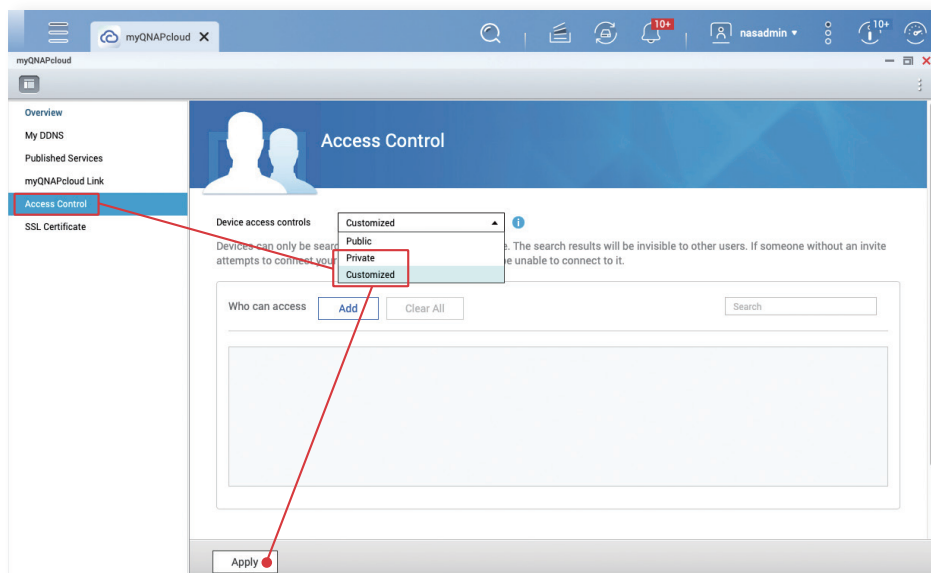 myQNAPcloud X
10+
nasadmin
10+
myQNAPcloud
Overview
My DDNS
Published Services
myQNAPcloud Link
Access Control
SSL Certificate
Access Control
Device access controls
Customized
Public
Private
Customized
Devices can only be sear
e. The search results will be invisible to other users. If someone without an invite
attempts to connect your
be unable to connect to it.
Who can access
Add
Clear All
Search
Apply